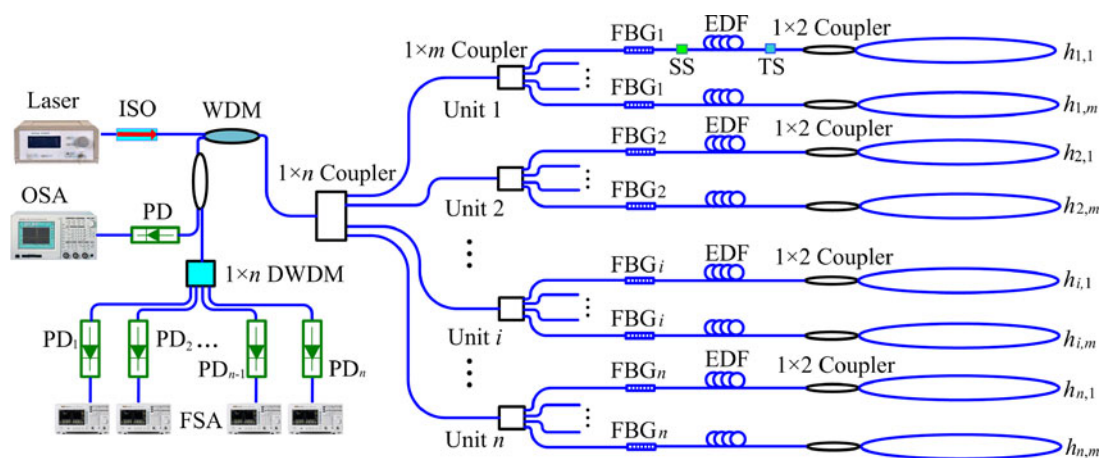 Laser
ISO
WDM
OSA
PD
1×n DWDM
PD1
PD2 ...
PDn-1
PDn
FSA
1×n Coupler
1×m Coupler
Unit 1
Unit 2
Unit i
Unit n
FBG1
EDF
1×2 Coupler
SS
TS
h1,1
FBG1
h1,m
FBG2
EDF
1×2 Coupler
h2,1
FBG2
h2,m
FBGi
EDF
1×2 Coupler
hi,1
FBGi
hi,m
FBGn
EDF
1×2 Coupler
hn,1
FBGn
hn,m